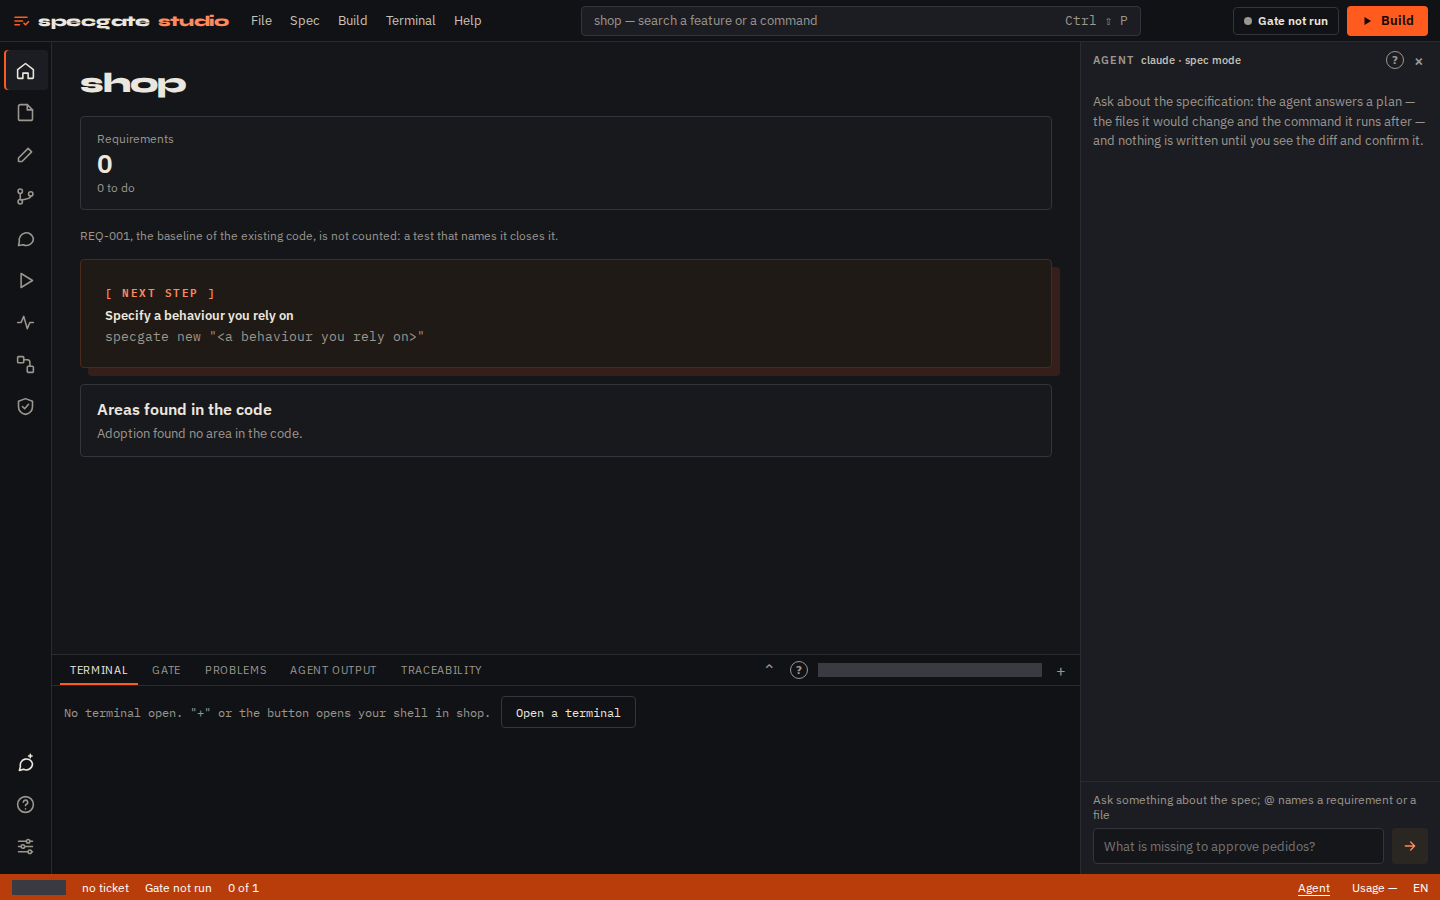 specgate studio File Spec Build Terminal Help
shop — search a feature or a command Ctrl ⇧ P
Gate not run
Build
shop
Requirements
0
0 to do
REQ-001, the baseline of the existing code, is not counted: a test that names it closes it.
[ NEXT STEP ]
Specify a behaviour you rely on
specgate new "<a behaviour you rely on>"
Areas found in the code
Adoption found no area in the code.
AGENT claude · spec mode ? ×
Ask about the specification: the agent answers a plan —
the files it would change and the command it runs after —
and nothing is written until you see the diff and confirm it.
TERMINAL GATE PROBLEMS AGENT OUTPUT TRACEABILITY ^ ? +
No terminal open. "+" or the button opens your shell in shop. Open a terminal
Ask something about the spec; @ names a requirement or a
file
What is missing to approve pedidos?
no ticket Gate not run 0 of 1 Agent Usage — EN